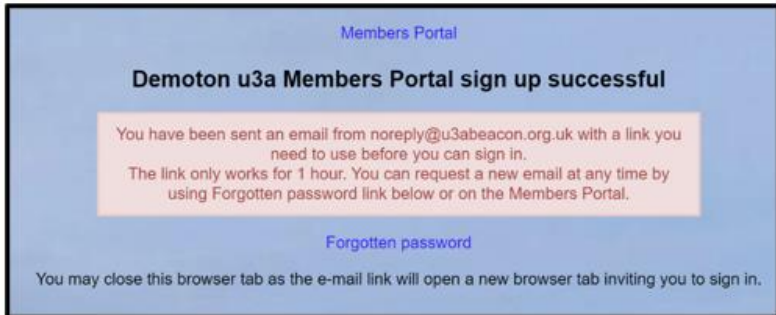 Members Portal
Demoton u3a Members Portal sign up successful
You have been sent an email from noreply@u3abeacon.org.uk with a link you
need to use before you can sign in.
The link only works for 1 hour. You can request a new email at any time by
using Forgotten password link below or on the Members Portal.
Forgotten password
You may close this browser tab as the e-mail link will open a new browser tab inviting you to sign in.